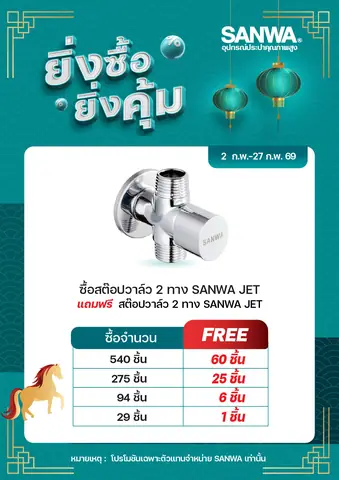 SANWA®
อุปกรณ์ประปาคุณภาพสูง
ยิ่งซื้อ
ยิ่งคุ้ม
%
2 ก.พ.-27 ก.พ. 69
SANWA
ซื้อสต๊อปวาล์ว 2 ทาง SANWA JET
แถมฟรี สต๊อปวาล์ว 2 ทาง SANWA JET
ซื้อจำนวน FREE
540 ชิ้น 60 ชิ้น
275 ชิ้น 25 ชิ้น
94 ชิ้น 6 ชิ้น
29 ชิ้น 1 ชิ้น
หมายเหตุ : โปรโมชันเฉพาะตัวแทนจำหน่าย SANWA เท่านั้น